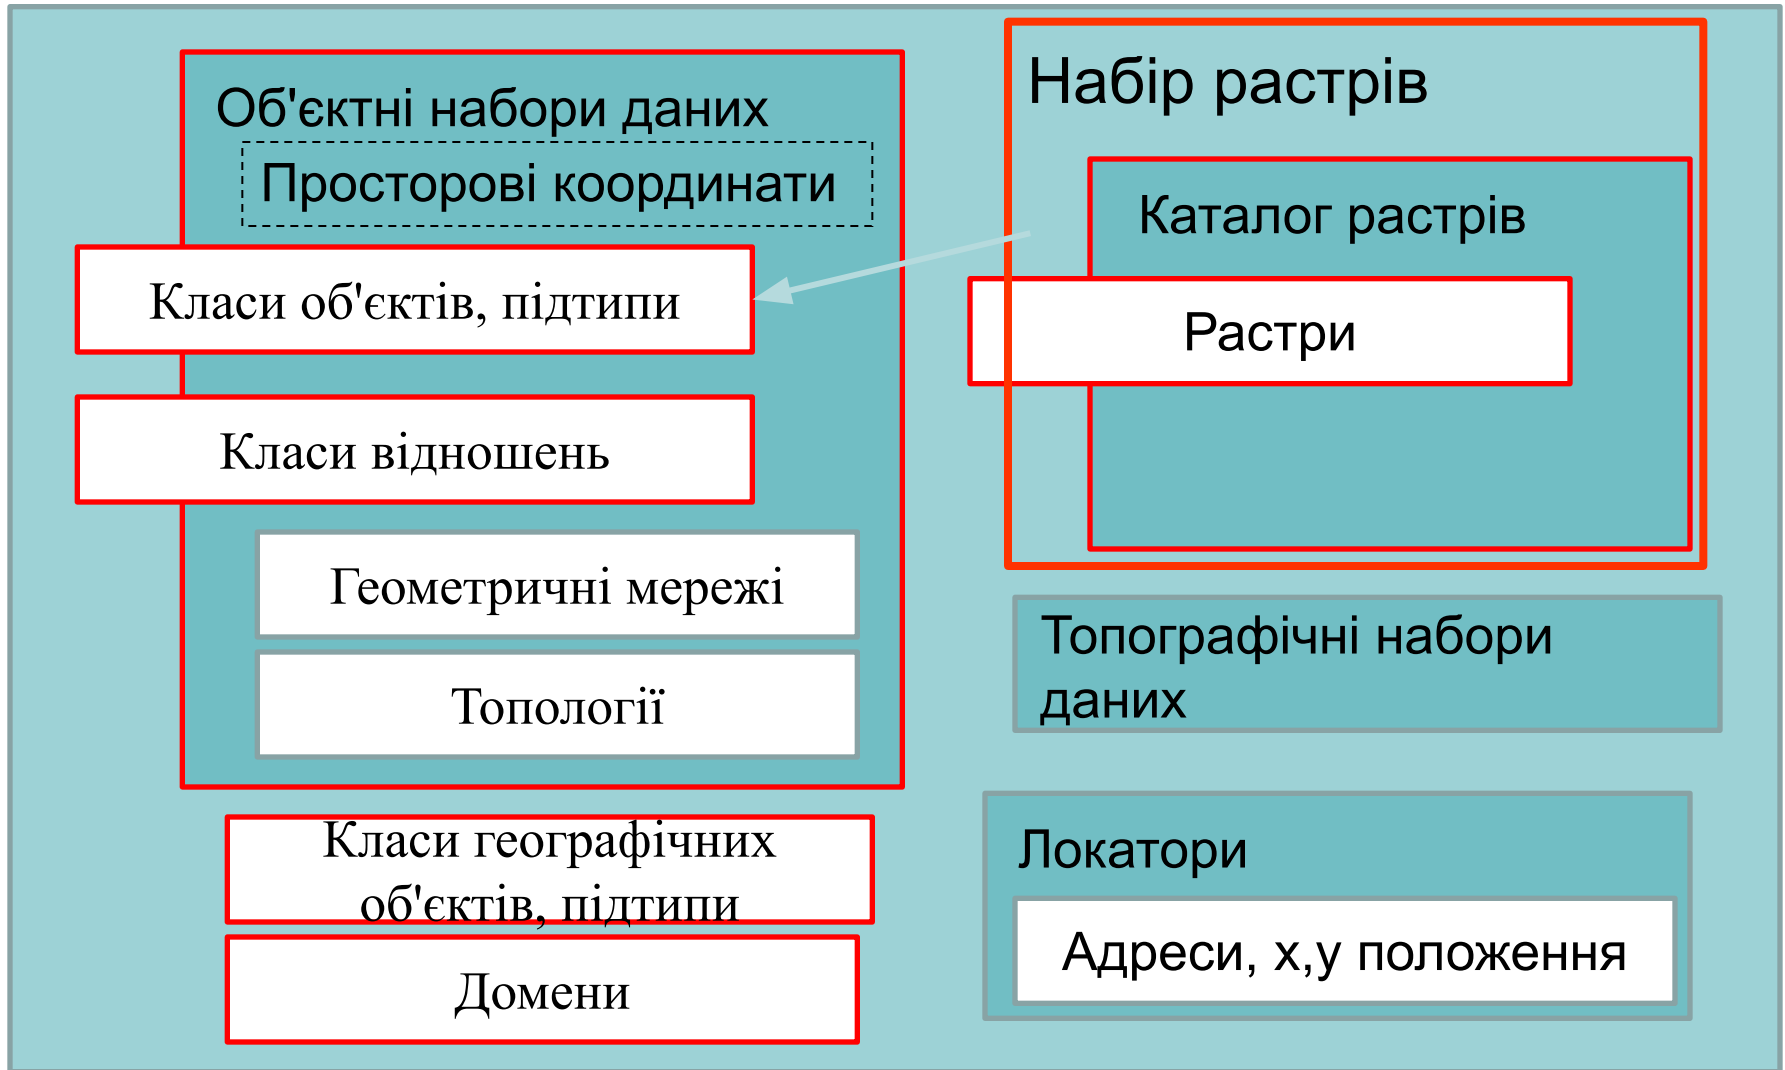 Об'єктні набори даних
Просторові координати
Класи об'єктів, підтипи
Класи відношень
Геометричні мережі
Топології
Класи географічних
об'єктів, підтипи
Домени
Набір растрів
Каталог растрів
Растри
Топографічні набори
даних
Локатори
Адреси, х,у положення